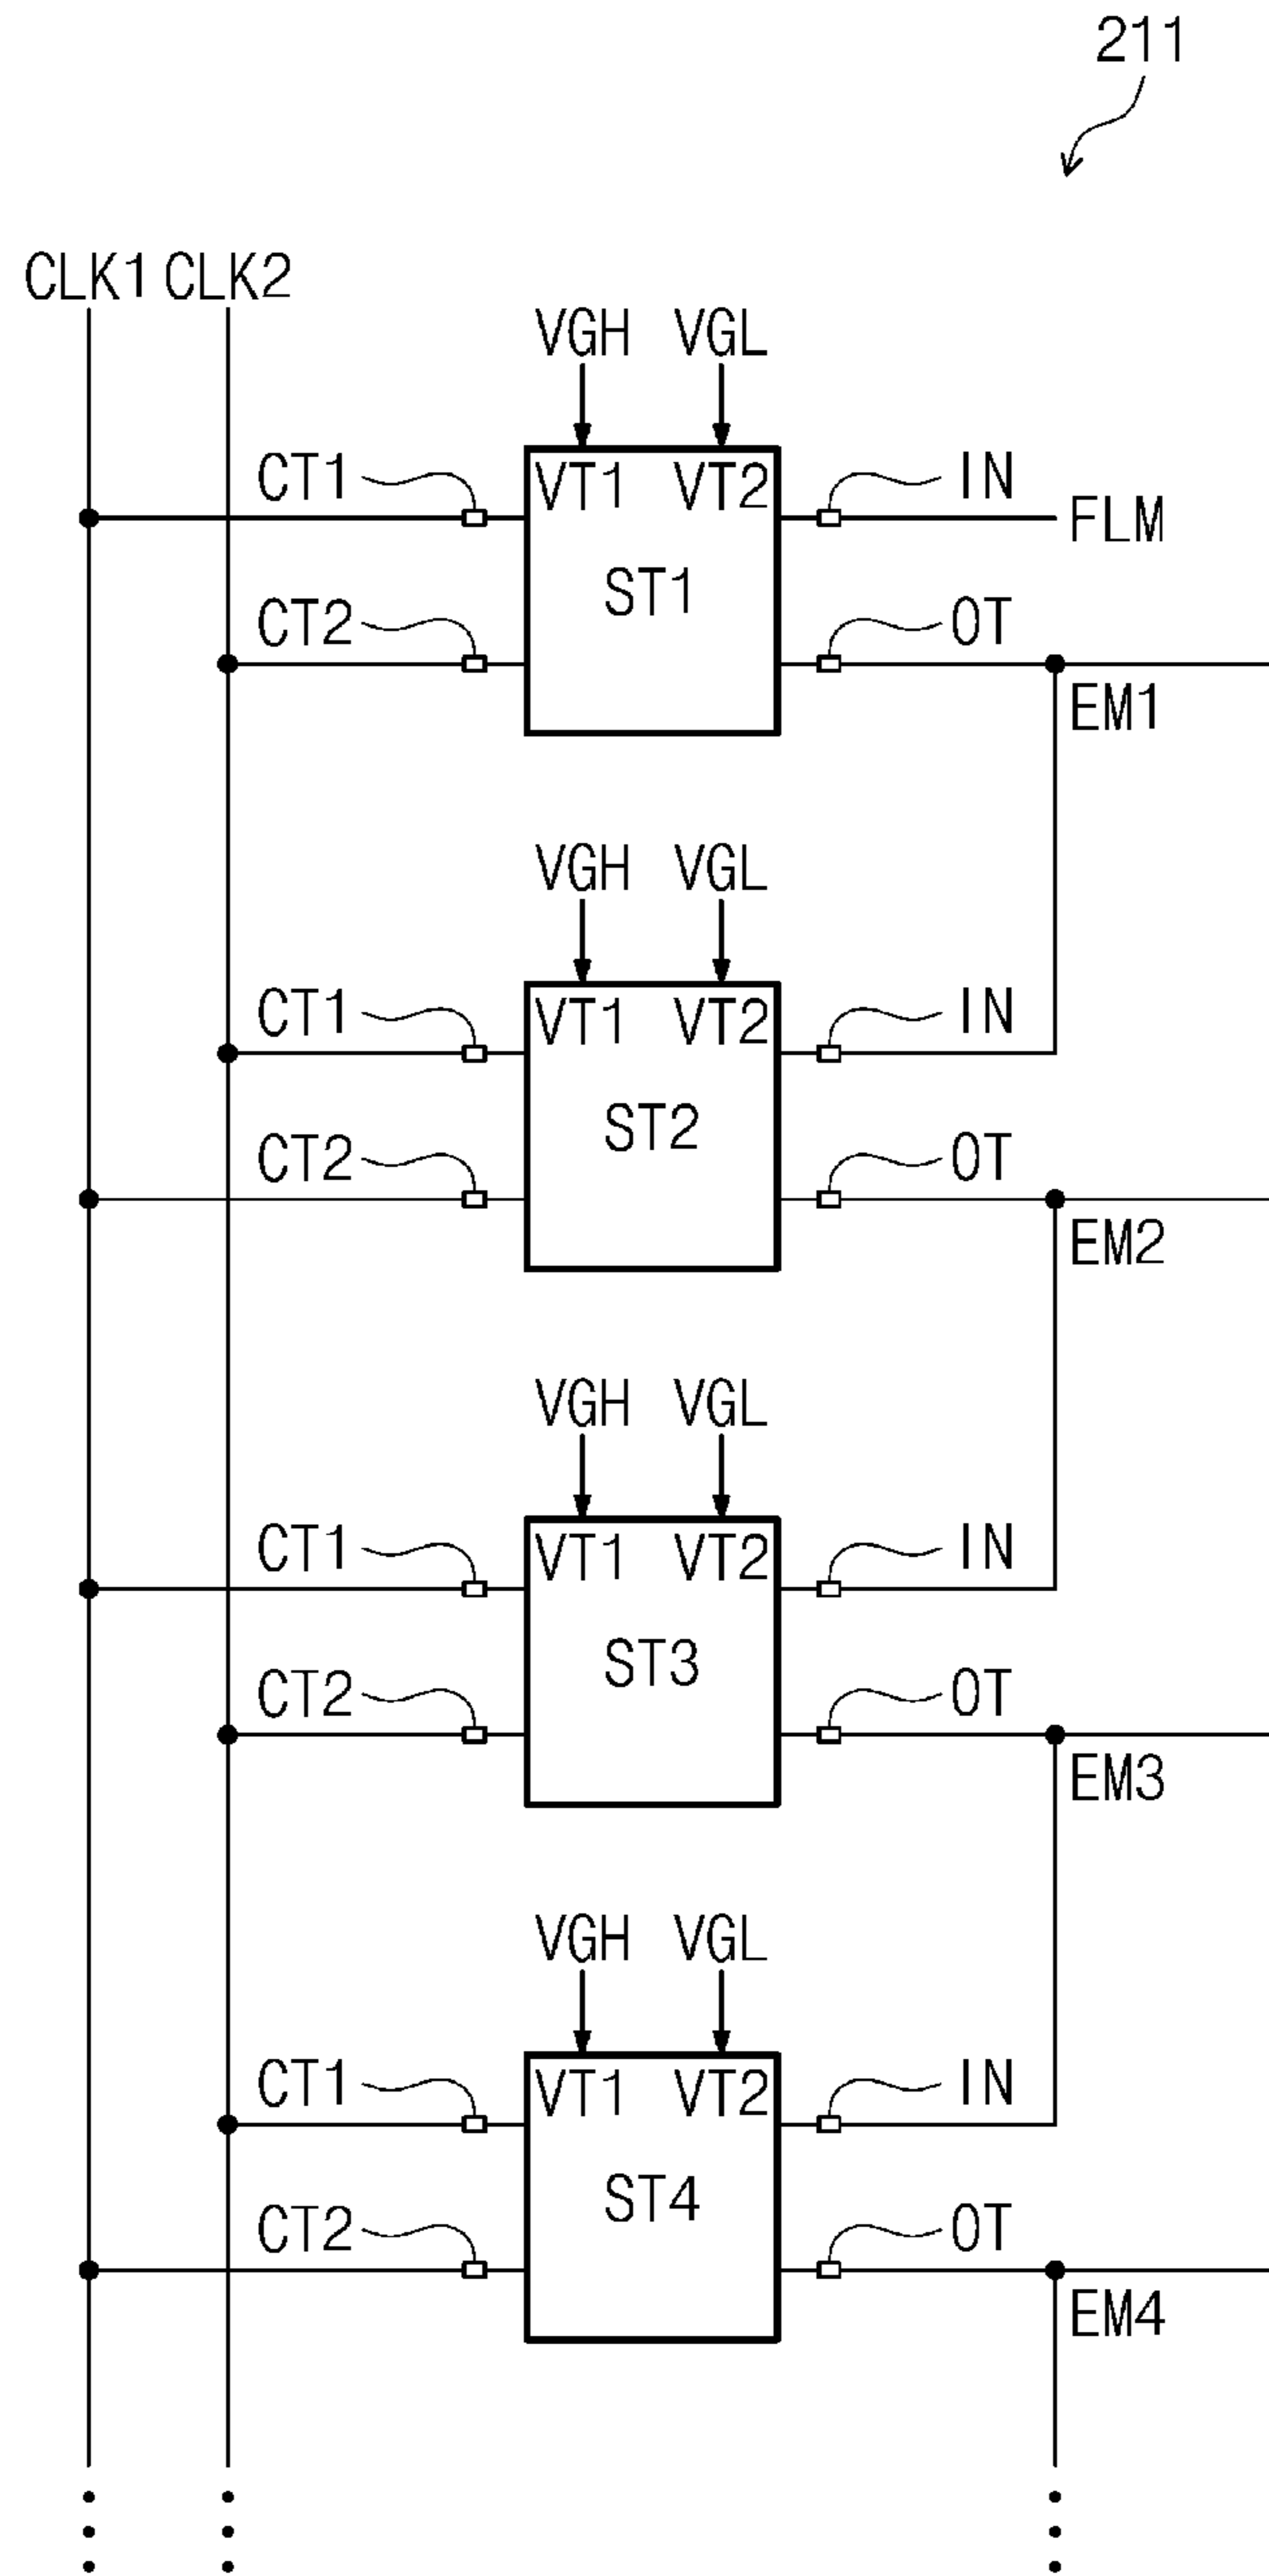 211
CLK1 CLK2
VGH VGL
CT1 VT1 VT2 IN
FLM
ST1
CT2 OT
EM1
VGH VGL
CT1 VT1 VT2 IN
ST2
CT2 OT
EM2
VGH VGL
CT1 VT1 VT2 IN
ST3
CT2 OT
EM3
VGH VGL
CT1 VT1 VT2 IN
ST4
CT2 OT
EM4